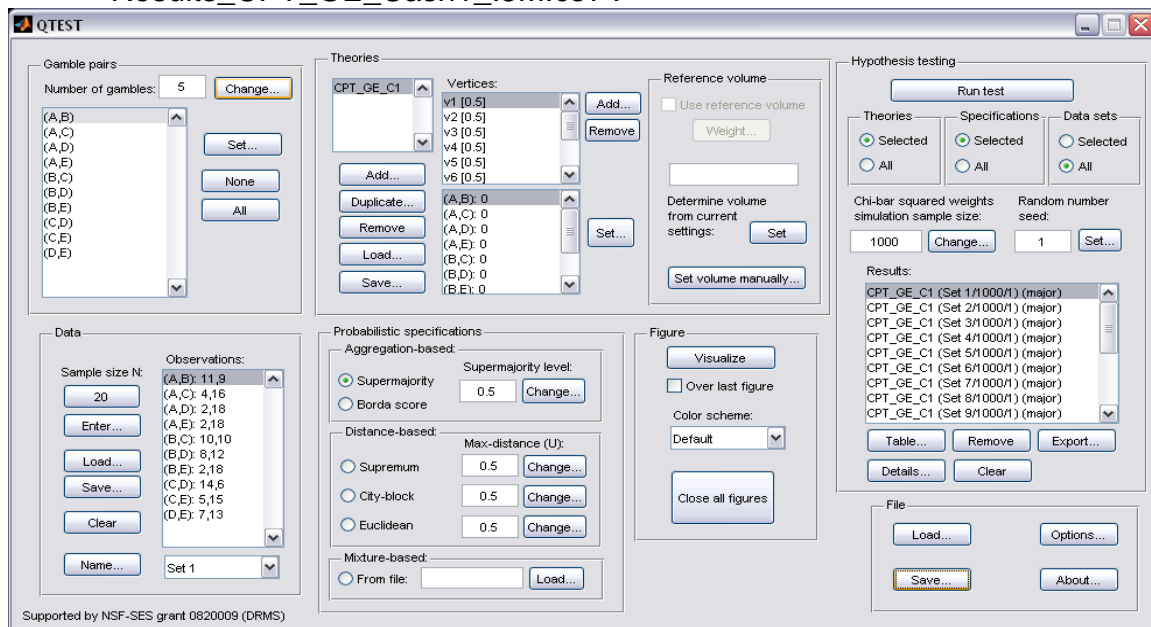 QTEST
Gamble pairs
Number of gambles: 5 Change...
(A,B)
(A,C)
(A,D)
(A,E)
(B,C)
(B,D)
(B,E)
(C,D)
(C,E)
(D,E)
Set...
None
All
Theories
CPT_GE_C1
Add...
Duplicate...
Remove
Load...
Save...
Vertices:
v1 [0.5]
v2 [0.5]
v3 [0.5]
v4 [0.5]
v5 [0.5]
v6 [0.5]
Add...
Remove
(A,B): 0
(A,C): 0
(A,D): 0
(A,E): 0
(B,C): 0
(B,D): 0
(B,E): 0
Set...
Reference volume
Use reference volume
Weight...
Determine volume
from current
settings: Set
Set volume manually...
Hypothesis testing
Run test
Theories
Selected
All
Specifications
Selected
All
Data sets
Selected
All
Chi-bar squared weights
simulation sample size:
1000 Change...
Random number
seed:
1 Set...
Results:
CPT_GE_C1 (Set 1/1000/1) (major)
CPT_GE_C1 (Set 2/1000/1) (major)
CPT_GE_C1 (Set 3/1000/1) (major)
CPT_GE_C1 (Set 4/1000/1) (major)
CPT_GE_C1 (Set 5/1000/1) (major)
CPT_GE_C1 (Set 6/1000/1) (major)
CPT_GE_C1 (Set 7/1000/1) (major)
CPT_GE_C1 (Set 8/1000/1) (major)
CPT_GE_C1 (Set 9/1000/1) (major)
Table... Remove Export...
Details... Clear
Data
Sample size N:
20
Enter...
Load...
Save...
Clear
Name...
Observations:
(A,B): 11,9
(A,C): 4,16
(A,D): 2,18
(A,E): 2,18
(B,C): 10,10
(B,D): 8,12
(B,E): 2,18
(C,D): 14,6
(C,E): 5,15
(D,E): 7,13
Set 1
Probabilistic specifications
Aggregation-based:
Supermajority
Borda score
Supermajority level:
0.5 Change...
Distance-based:
Max-distance (U):
Supremum 0.5 Change...
City-block 0.5 Change...
Euclidean 0.5 Change...
Mixture-based:
From file: Load...
Figure
Visualize
Over last figure
Color scheme:
Default
Close all figures
File
Load... Options...
Save... About...
Supported by NSF-SES grant 0820009 (DRMS)